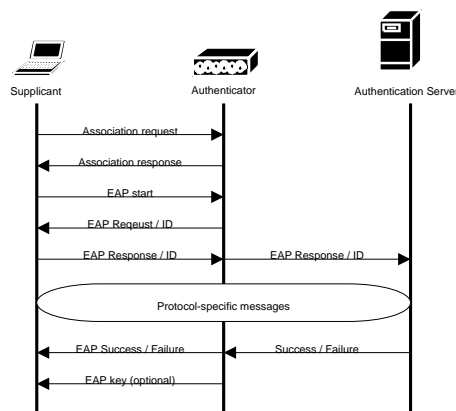 Supplicant
Authenticator
Authentication Server
Association request
Association response
EAP start
EAP Reqeust / ID
EAP Response / ID
EAP Response / ID
Protocol-specific messages
EAP Success / Failure
Success / Failure
EAP key (optional)